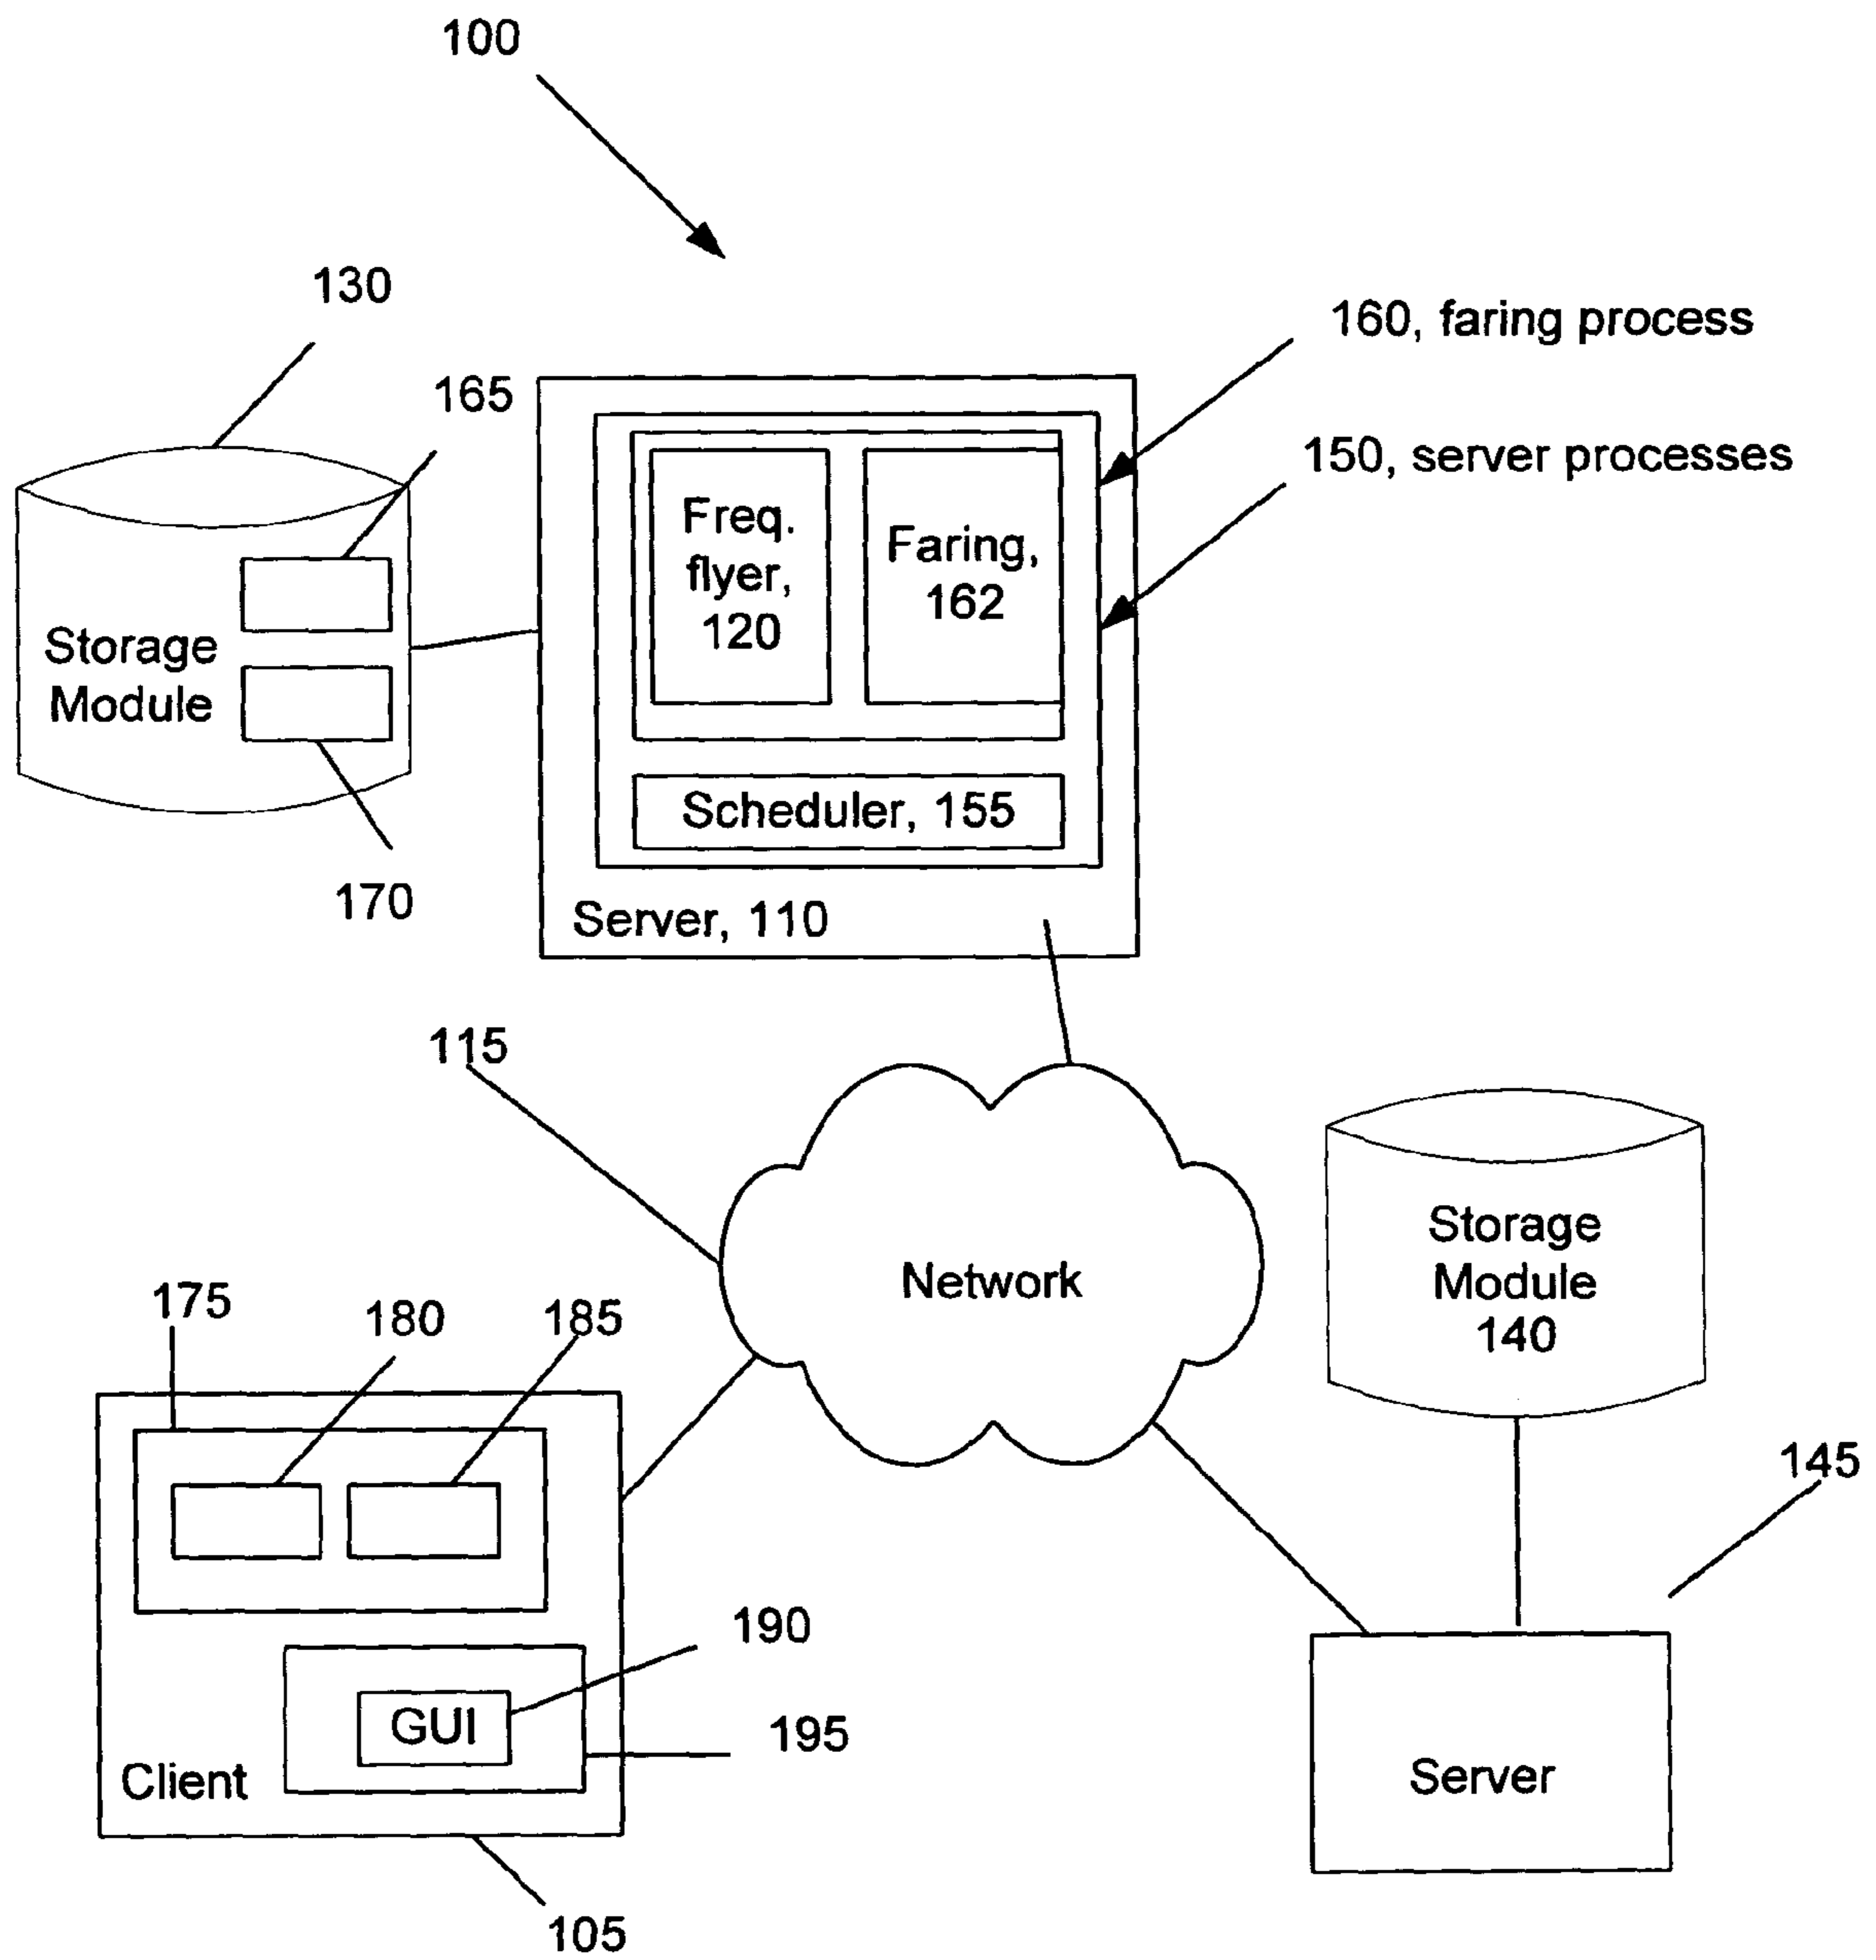 100
130
160, faring process
165
150, server processes
Freq.
flyer,
120
Faring,
162
Storage
Module
Scheduler, 155
170
Server, 110
115
Storage
Module
140
Network
175
180
185
145
190
GUI
195
Client
Server
105